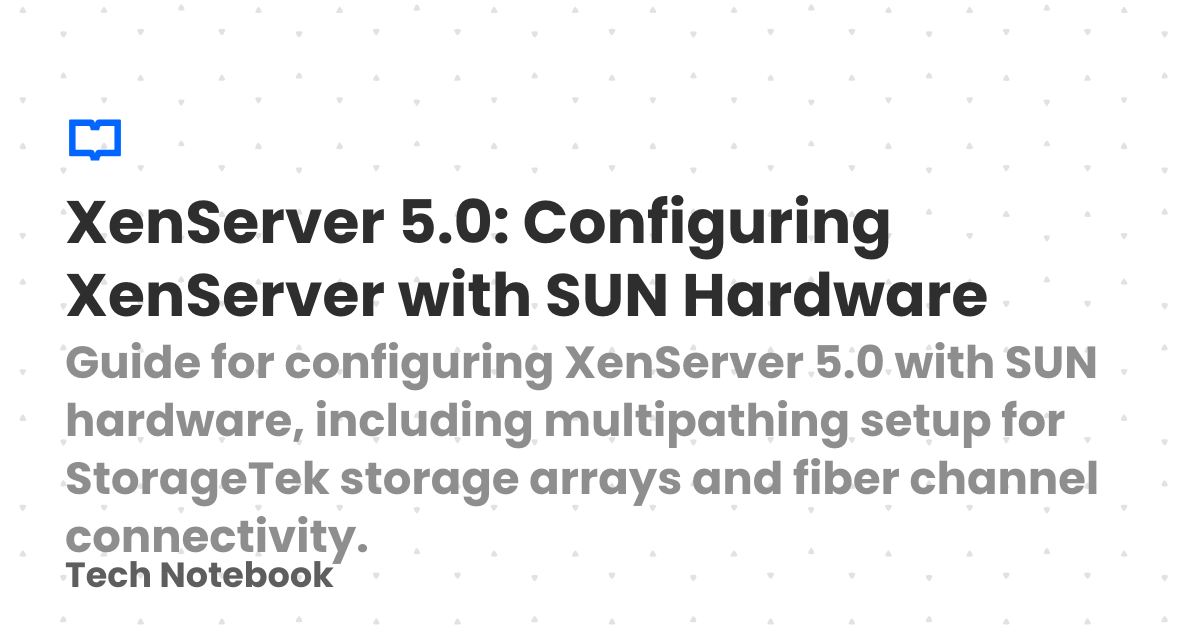 XenServer 5.0: Configuring
XenServer with SUN Hardware
Guide for configuring XenServer 5.0 with SUN
hardware, including multipathing setup for
StorageTek storage arrays and fiber channel
connectivity.
Tech Notebook